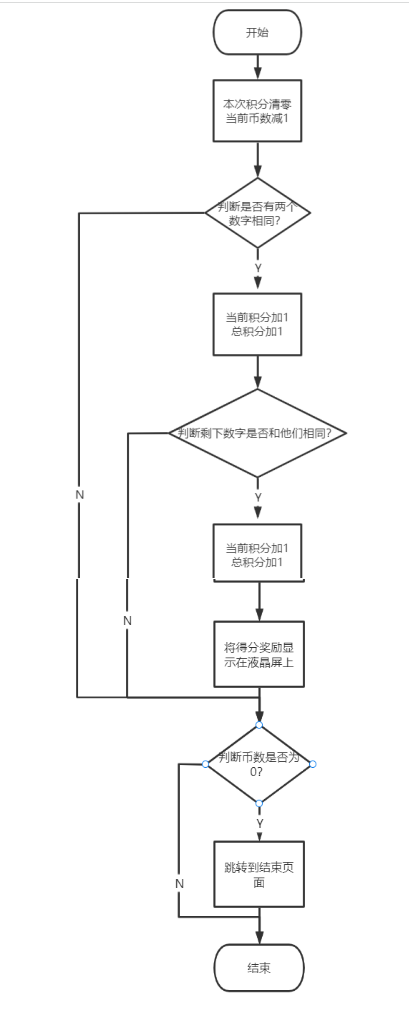 开始
本次积分清零
当前币数减1
判断是否有两个
数字相同?
Y
当前积分加1
总积分加1
判断剩下数字是否和他们相同?
N
Y
当前积分加1
总积分加1
N
将得分奖励显
示在液晶屏上
判断币数是否为
0?
Y
跳转到结束页
面
N
结束